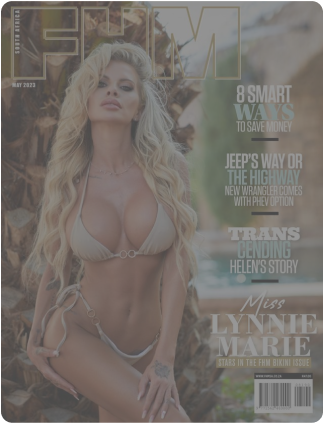 SOUTH AFRICA
FHM
MAY 2023
8 SMART
WAYS
TO SAVE MONEY
JEEP'S WAY OR
THE HIGHWAY
NEW WRANGLER COMES
WITH PHEV OPTION
TRANS
GENDING
HELEN'S STORY
Miss
LYNNIE
MARIE
STARS IN THE FHM BIKINI ISSUE